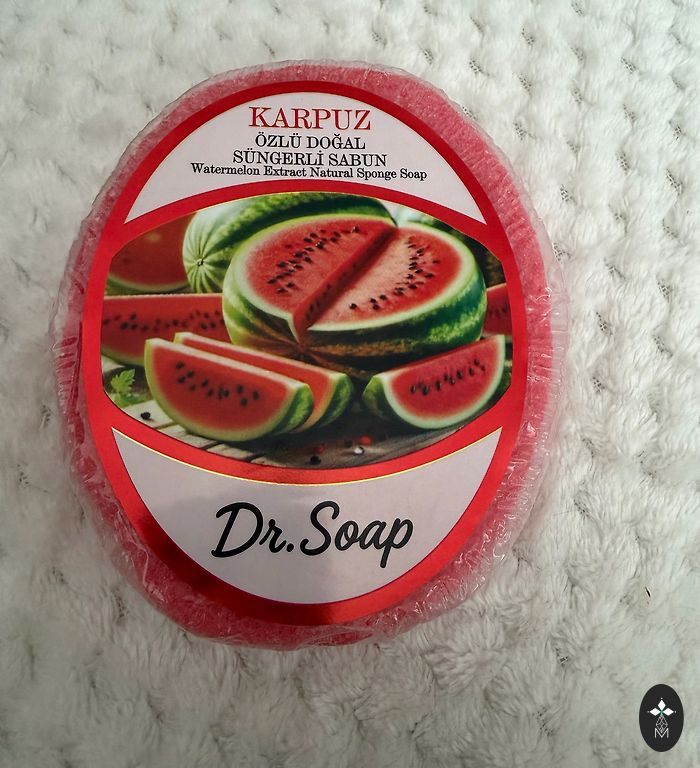 KARPUZ
ÖZLÜ DOĞAL
SÜNGERLİ SABUN
Watermelon Extract Natural Sponge Soap
Dr.Soap
M